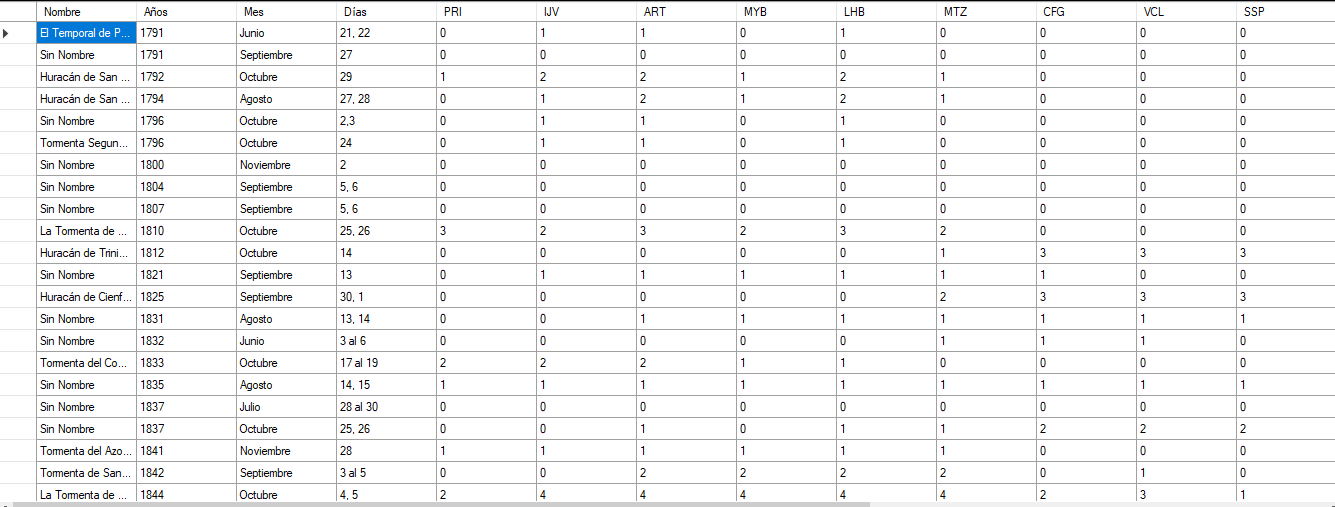 Nombre Años Mes Días PRI IJV ART MYB LHB MTZ CFG VCL SSP
El Temporal de P... 1791 Junio 21, 22 0 1 1 0 1 0 0 0 0
Sin Nombre 1791 Septiembre 27 0 0 0 0 0 0 0 0 0
Huracán de San ... 1792 Octubre 29 1 2 2 1 2 1 0 0 0
Huracán de San ... 1794 Agosto 27, 28 0 1 2 1 2 1 0 0 0
Sin Nombre 1796 Octubre 2,3 0 1 1 0 1 0 0 0 0
Tormenta Segun... 1796 Octubre 24 0 1 1 0 1 0 0 0 0
Sin Nombre 1800 Noviembre 2 0 0 0 0 0 0 0 0 0
Sin Nombre 1804 Septiembre 5, 6 0 0 0 0 0 0 0 0 0
Sin Nombre 1807 Septiembre 5, 6 0 0 0 0 0 0 0 0 0
La Tormenta de ... 1810 Octubre 25, 26 3 2 3 2 3 2 0 0 0
Huracán de Trini... 1812 Octubre 14 0 0 0 0 0 1 3 3 3
Sin Nombre 1821 Septiembre 13 0 1 1 1 1 1 1 0 0
Huracán de Cienf... 1825 Septiembre 30, 1 0 0 0 0 0 2 3 3 3
Sin Nombre 1831 Agosto 13, 14 0 0 1 1 1 1 1 1 1
Sin Nombre 1832 Junio 3 al 6 0 0 0 0 0 1 1 1 0
Tormenta del Co... 1833 Octubre 17 al 19 2 2 2 1 1 0 0 0 0
Sin Nombre 1835 Agosto 14, 15 1 1 1 1 1 1 1 1 1
Sin Nombre 1837 Julio 28 al 30 0 0 0 0 0 0 0 0 0
Sin Nombre 1837 Octubre 25, 26 0 0 1 0 1 1 2 2 2
Tormenta del Azo... 1841 Noviembre 28 1 1 1 1 1 1 0 0 0
Tormenta de San... 1842 Septiembre 3 al 5 0 0 2 2 2 2 0 1 0
La Tormenta de ... 1844 Octubre 4, 5 2 4 4 4 4 4 2 3 1